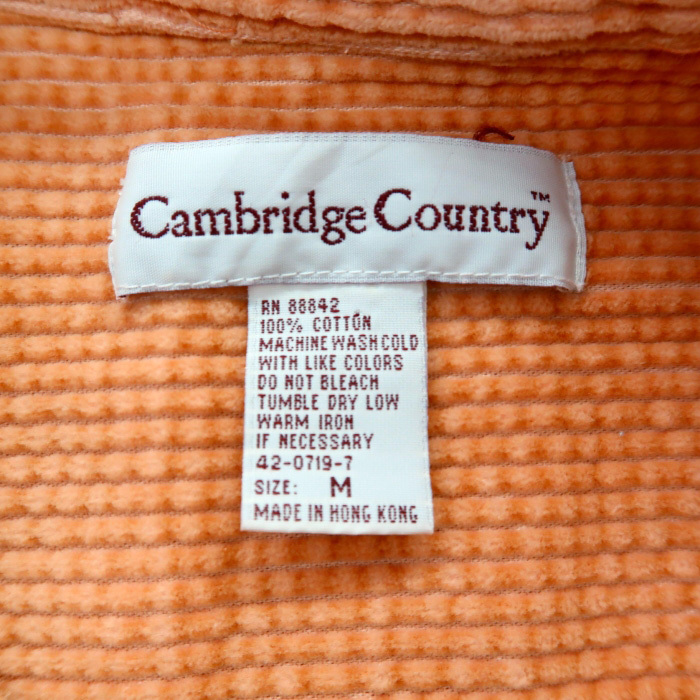 Cambridge Country™
RN 88842
100% COTTON
MACHINE WASH COLD
WITH LIKE COLORS
DO NOT BLEACH
TUMBLE DRY LOW
WARM IRON
IF NECESSARY
42-0719-7
SIZE: M
MADE IN HONG KONG